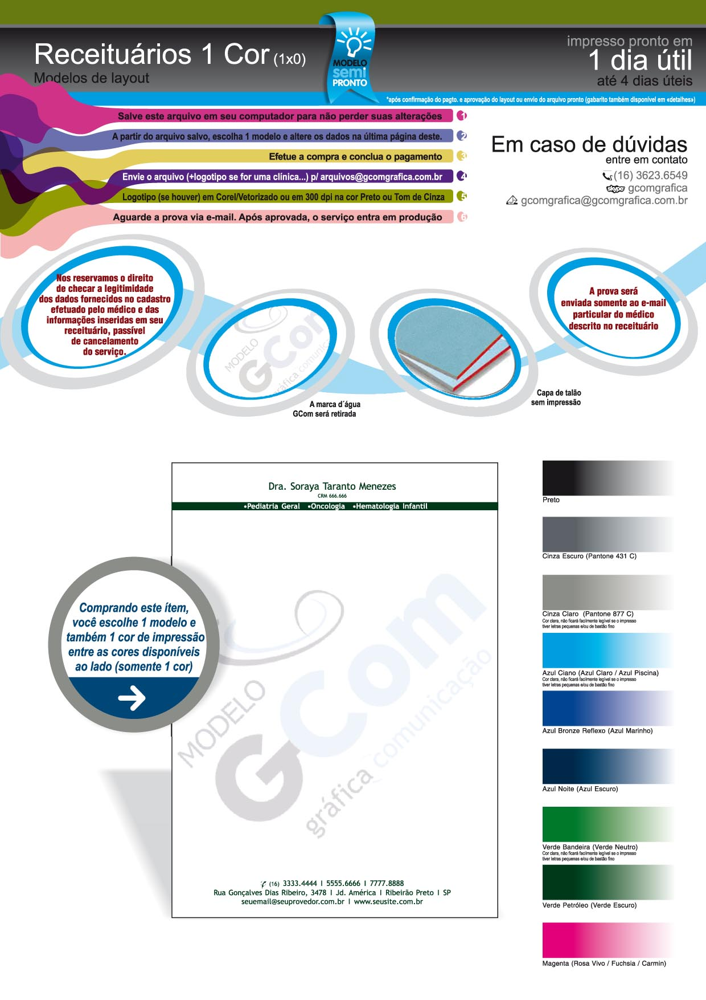 Receituários 1 Cor (1x0)
Modelos de layout
MODELO
semi
PRONTO
impresso pronto em
1 dia útil
até 4 dias úteis
*após confirmação do pagto. e aprovação do layout ou envio do arquivo pronto (gabarito também disponível em «detalhes»)
Salve este arquivo em seu computador para não perder suas alterações 1
A partir do arquivo salvo, escolha 1 modelo e altere os dados na última página deste. 2
Efetue a compra e conclua o pagamento 3
Envie o arquivo (+logotipo se for uma clínica...) p/ arquivos@gcomgrafica.com.br 4
Logotipo (se houver) em Corel/Vetorizado ou em 300 dpi na cor Preto ou Tom de Cinza 5
Aguarde a prova via e-mail. Após aprovada, o serviço entra em produção 6
Em caso de dúvidas
entre em contato
(16) 3623.6549
skype gcomgrafica
gcomgrafica@gcomgrafica.com.br
Nos reservamos o direito
de checar a legitimidade
dos dados fornecidos no cadastro
efetuado pelo médico e das
informações inseridas em seu
receituário, passível
de cancelamento
do serviço.
MODELO
GCom
gráfica comunic
A marca d´água
GCom será retirada
Capa de talão
sem impressão
A prova será
enviada somente ao e-mail
particular do médico
descrito no receituário
Dra. Soraya Taranto Menezes
CRM 666.666
•Pediatria Geral •Oncologia •Hematologia Infantil
Comprando este ítem,
você escolhe 1 modelo e
também 1 cor de impressão
entre as cores disponíveis
ao lado (somente 1 cor)
MODELO
GCom
gráfica comunicação
(16) 3333.4444 I 5555.6666 I 7777.8888
Rua Gonçalves Dias Ribeiro, 3478 I Jd. América I Ribeirão Preto I SP
seuemail@seuprovedor.com.br I www.seusite.com.br
Preto
Cinza Escuro (Pantone 431 C)
Cinza Claro (Pantone 877 C)
Cor clara, não ficará facilmente legível se o impresso
tiver letras pequenas e/ou de bastão fino
Azul Ciano (Azul Claro / Azul Piscina)
Cor clara, não ficará facilmente legível se o impresso
tiver letras pequenas e/ou de bastão fino
Azul Bronze Reflexo (Azul Marinho)
Azul Noite (Azul Escuro)
Verde Bandeira (Verde Neutro)
Cor clara, não ficará facilmente legível se o impresso
tiver letras pequenas e/ou de bastão fino
Verde Petróleo (Verde Escuro)
Magenta (Rosa Vivo / Fuchsia / Carmin)